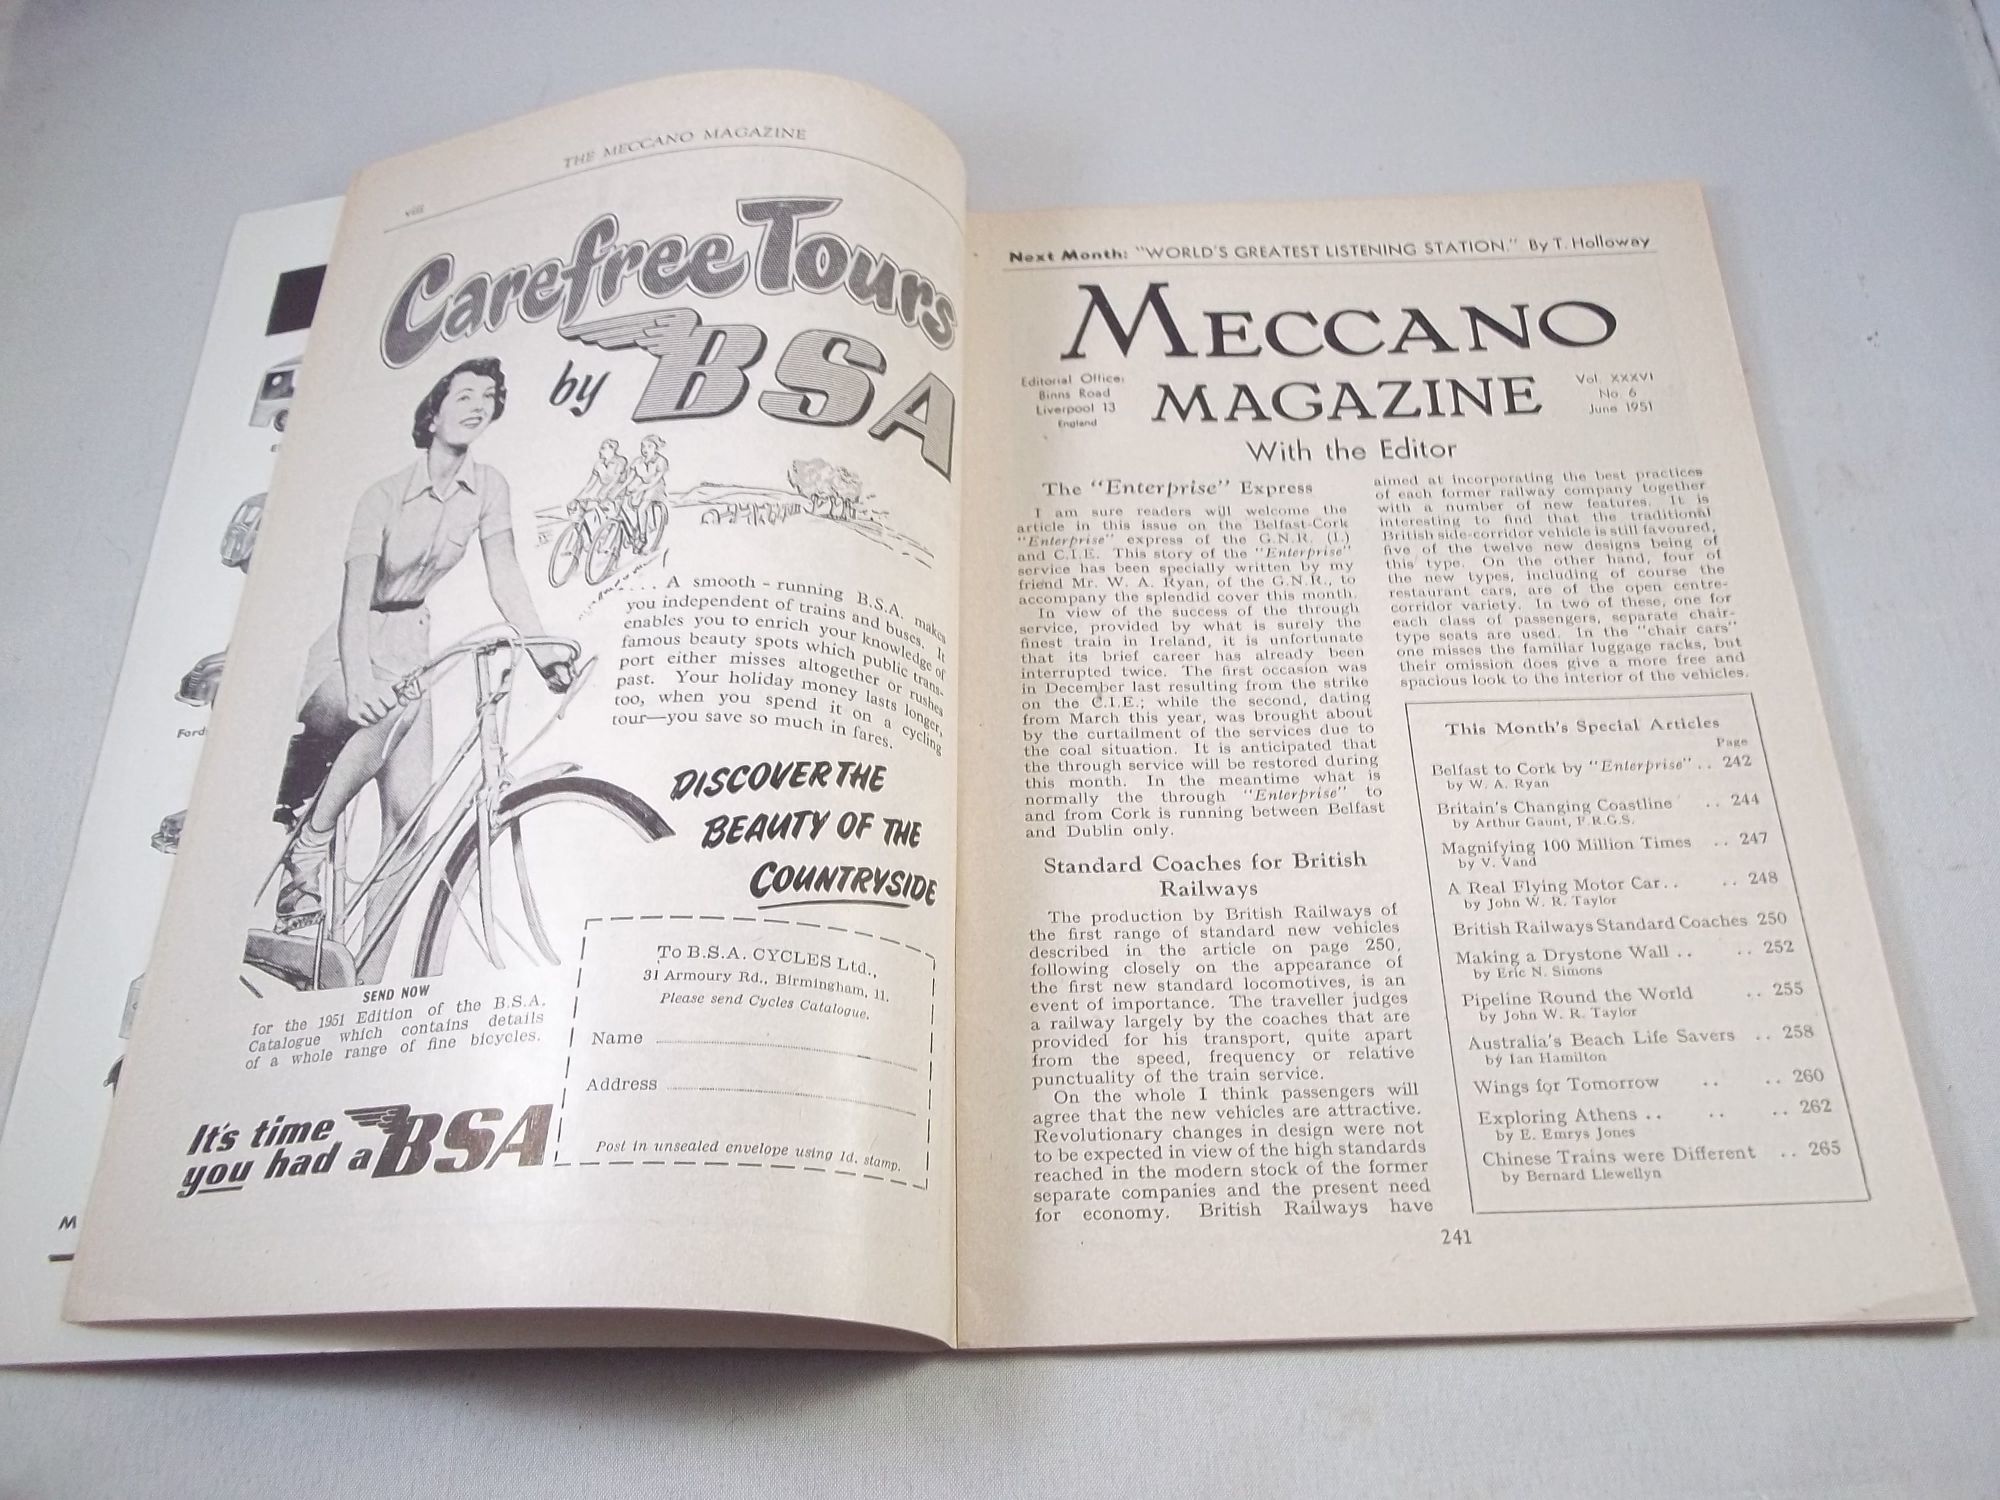 THE MECCANO MAGAZINE
viii
Carefree Tours
by BSA
. . . A smooth-running B.S.A. makes
you independent of trains and buses. It
enables you to enrich your knowledge of
famous beauty spots which public trans-
port either misses altogether or rushes
past. Your holiday money lasts longer,
too, when you spend it on a cycling
tour—you save so much in fares.
DISCOVER THE
BEAUTY OF THE
COUNTRYSIDE
SEND NOW
for the 1951 Edition of the B.S.A.
Catalogue which contains details
of a whole range of fine bicycles.
It's time
you had a BSA
To B.S.A. CYCLES Ltd.,
31 Armoury Rd., Birmingham, 11.
Please send Cycles Catalogue.
Name
Address
Post in unsealed envelope using 1d. stamp.
Ford
M
Next Month: "WORLD'S GREATEST LISTENING STATION." By T. Holloway
MECCANO
MAGAZINE
Editorial Office:
Binns Road
Liverpool 13
England
Vol. XXXVI
No. 6
June 1951
With the Editor
The "Enterprise" Express
I am sure readers will welcome the
article in this issue on the Belfast-Cork
"Enterprise" express of the G.N.R. (I.)
and C.I.E. This story of the "Enterprise"
service has been specially written by my
friend Mr. W. A. Ryan, of the G.N.R., to
accompany the splendid cover this month.
In view of the success of the through
service, provided by what is surely the
finest train in Ireland, it is unfortunate
that its brief career has already been
interrupted twice. The first occasion was
in December last resulting from the strike
on the C.I.E.; while the second, dating
from March this year, was brought about
by the curtailment of the services due to
the coal situation. It is anticipated that
the through service will be restored during
this month. In the meantime what is
normally the through "Enterprise" to
and from Cork is running between Belfast
and Dublin only.
Standard Coaches for British
Railways
The production by British Railways of
the first range of standard new vehicles
described in the article on page 250,
following closely on the appearance of
the first new standard locomotives, is an
event of importance. The traveller judges
a railway largely by the coaches that are
provided for his transport, quite apart
from the speed, frequency or relative
punctuality of the train service.
On the whole I think passengers will
agree that the new vehicles are attractive.
Revolutionary changes in design were not
to be expected in view of the high standards
reached in the modern stock of the former
separate companies and the present need
for economy. British Railways have
aimed at incorporating the best practices
of each former railway company together
with a number of new features. It is
interesting to find that the traditional
British side-corridor vehicle is still favoured,
five of the twelve new designs being of
this type. On the other hand, four of
the new types, including of course the
restaurant cars, are of the open centre-
corridor variety. In two of these, one for
each class of passengers, separate chair-
type seats are used. In the "chair cars"
one misses the familiar luggage racks, but
their omission does give a more free and
spacious look to the interior of the vehicles.
This Month's Special Articles
Page
Belfast to Cork by "Enterprise" . . 242
by W. A. Ryan
Britain's Changing Coastline . . 244
by Arthur Gaunt, F.R.G.S.
Magnifying 100 Million Times . . 247
by V. Vand
A Real Flying Motor Car . . . . 248
by John W. R. Taylor
British Railways Standard Coaches 250
Making a Drystone Wall . . . . 252
by Eric N. Simons
Pipeline Round the World . . 255
by John W. R. Taylor
Australia's Beach Life Savers . . 258
by Ian Hamilton
Wings for Tomorrow . . . . 260
Exploring Athens . . . . . . 262
by E. Emrys Jones
Chinese Trains were Different . . 265
by Bernard Llewellyn
241